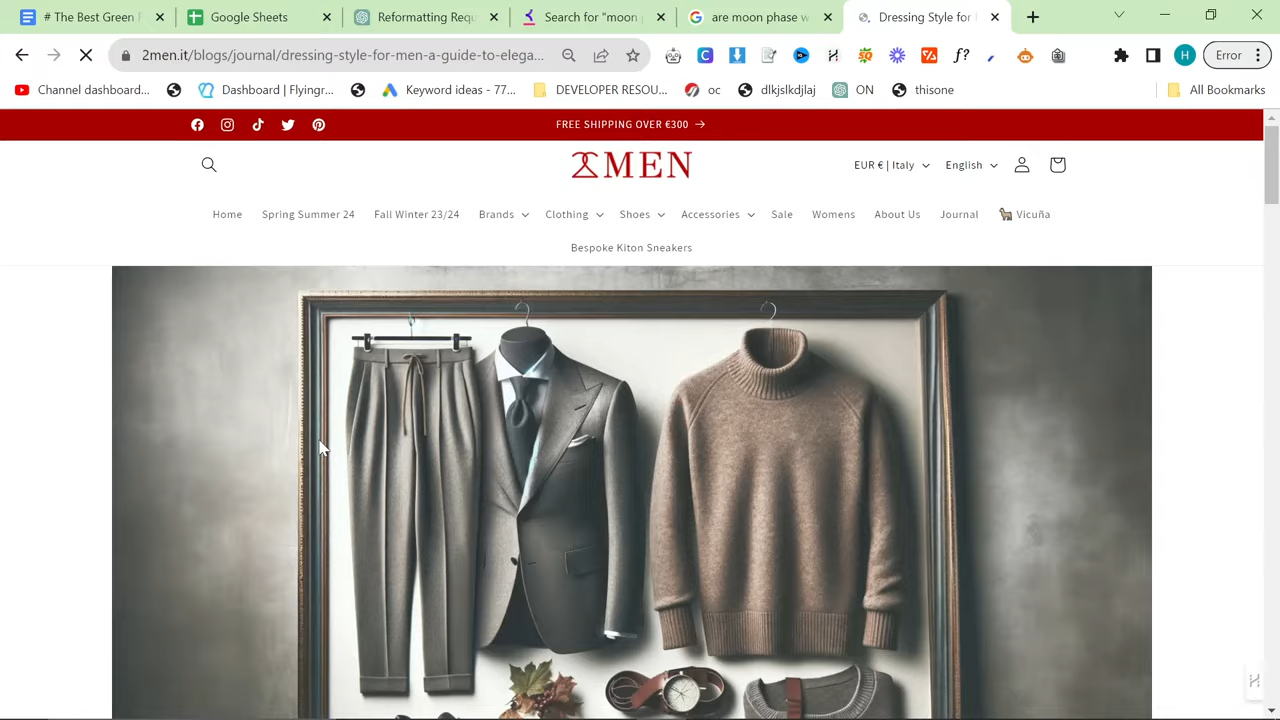 # The Best Green F
Google Sheets
Reformatting Requ
Search for "moon
are moon phase w
Dressing Style for
2men.it/blogs/journal/dressing-style-for-men-a-guide-to-elega...
Error
Channel dashboard...
Dashboard | Flyingr...
Keyword Ideas - 77...
DEVELOPER RESOU...
oc
dlkjslkdjlaj
ON
thisone
All Bookmarks
FREE SHIPPING OVER €300
2MEN
EUR € | Italy
English
Home
Spring Summer 24
Fall Winter 23/24
Brands
Clothing
Shoes
Accessories
Sale
Womens
About Us
Journal
Vicuña
Bespoke Kiton Sneakers